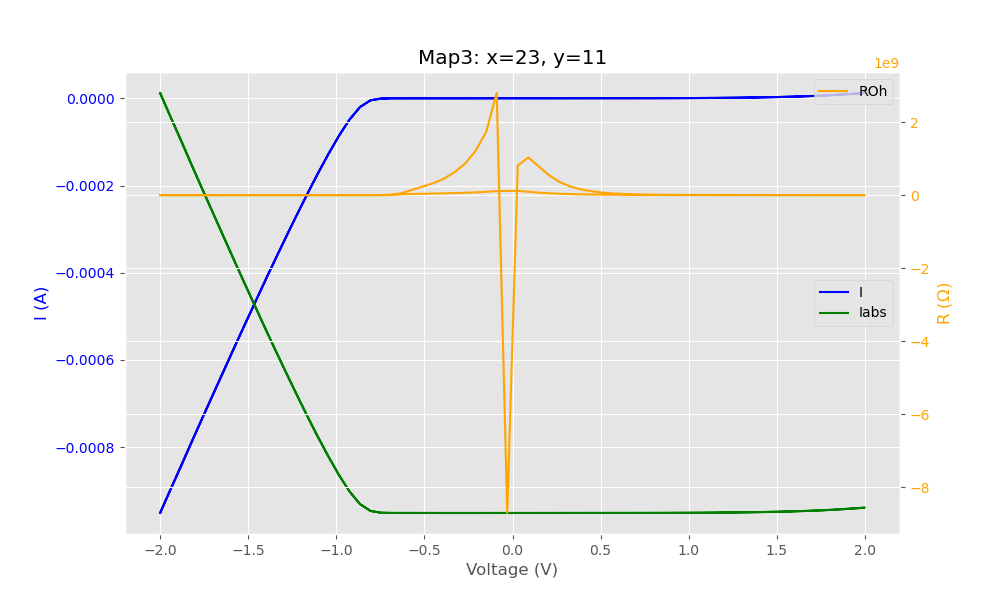 Map3: x=23, y=11
1e9
0.0000
−0.0002
−0.0004
−0.0006
−0.0008
I (A)
ROh
2
0
−2
−4
−6
−8
R (Ω)
I
Iabs
−2.0
−1.5
−1.0
−0.5
0.0
0.5
1.0
1.5
2.0
Voltage (V)